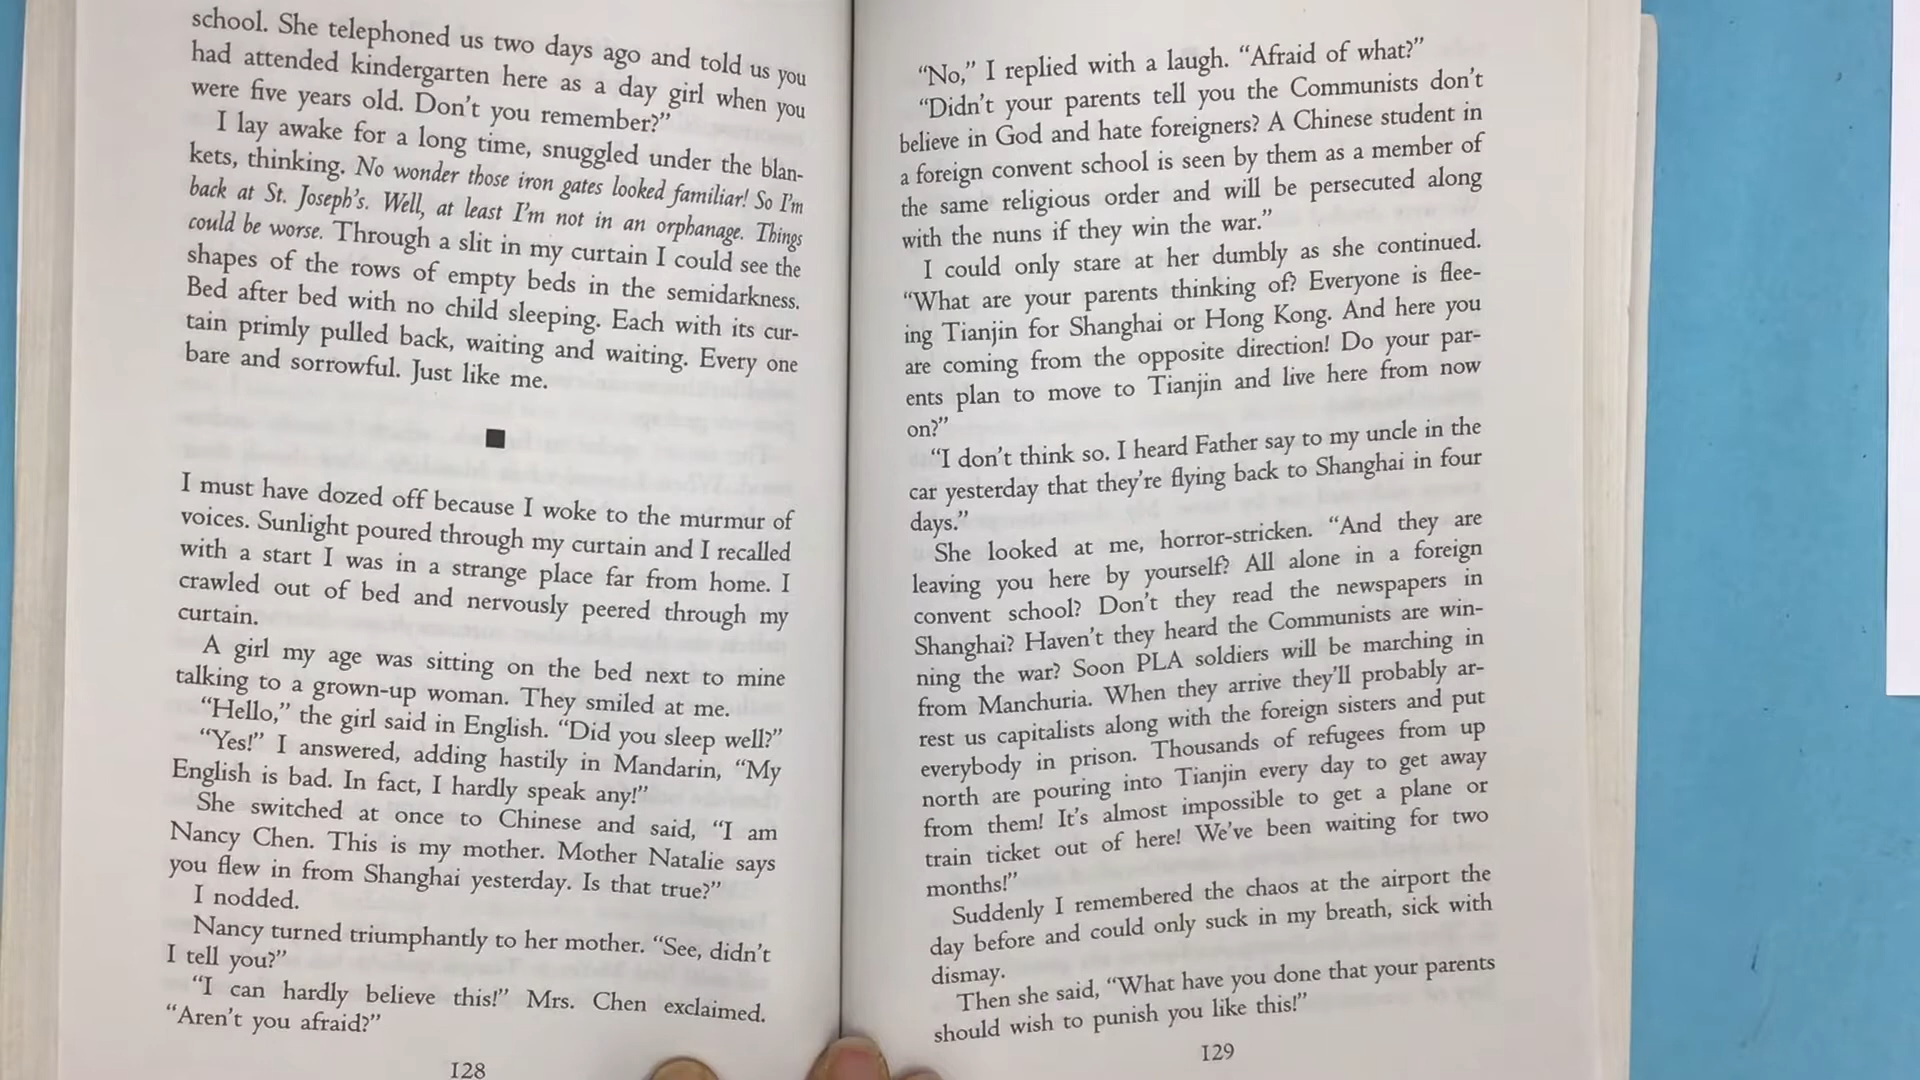 school. She telephoned us two days ago and told us you
had attended kindergarten here as a day girl when you
were five years old. Don't you remember?”
I lay awake for a long time, snuggled under the blan-
kets, thinking. No wonder those iron gates looked familiar! So I'm
back at St. Joseph's. Well, at least I'm not in an orphanage. Things
could be worse. Through a slit in my curtain I could see the
shapes of the rows of empty beds in the semidarkness.
Bed after bed with no child sleeping. Each with its cur-
tain primly pulled back, waiting and waiting. Every one
bare and sorrowful. Just like me.
I must have dozed off because I woke to the murmur of
voices. Sunlight poured through my curtain and I recalled
with a start I was in a strange place far from home. I
crawled out of bed and nervously peered through my
curtain.
A girl my age was sitting on the bed next to mine
talking to a grown-up woman. They smiled at me.
“Hello,” the girl said in English. “Did you sleep well?”
“Yes!” I answered, adding hastily in Mandarin, “My
English is bad. In fact, I hardly speak any!”
She switched at once to Chinese and said, “I am
Nancy Chen. This is my mother. Mother Natalie says
you flew in from Shanghai yesterday. Is that true?”
I nodded.
Nancy turned triumphantly to her mother. “See, didn't
I tell you?”
“I can hardly believe this!” Mrs. Chen exclaimed.
“Aren't you afraid?”
128
“No,” I replied with a laugh. “Afraid of what?”
“Didn't your parents tell you the Communists don't
believe in God and hate foreigners? A Chinese student in
a foreign convent school is seen by them as a member of
the same religious order and will be persecuted along
with the nuns if they win the war.”
I could only stare at her dumbly as she continued.
“What are your parents thinking of? Everyone is flee-
ing Tianjin for Shanghai or Hong Kong. And here you
are coming from the opposite direction! Do your par-
ents plan to move to Tianjin and live here from now
on?”
“I don't think so. I heard Father say to my uncle in the
car yesterday that they're flying back to Shanghai in four
days.”
She looked at me, horror-stricken. “And they are
leaving you here by yourself? All alone in a foreign
convent school? Don't they read the newspapers in
Shanghai? Haven't they heard the Communists are win-
ning the war? Soon PLA soldiers will be marching in
from Manchuria. When they arrive they'll probably ar-
rest us capitalists along with the foreign sisters and put
everybody in prison. Thousands of refugees from up
north are pouring into Tianjin every day to get away
from them! It's almost impossible to get a plane or
train ticket out of here! We've been waiting for two
months!”
Suddenly I remembered the chaos at the airport the
day before and could only suck in my breath, sick with
dismay.
Then she said, “What have you done that your parents
should wish to punish you like this!”
129